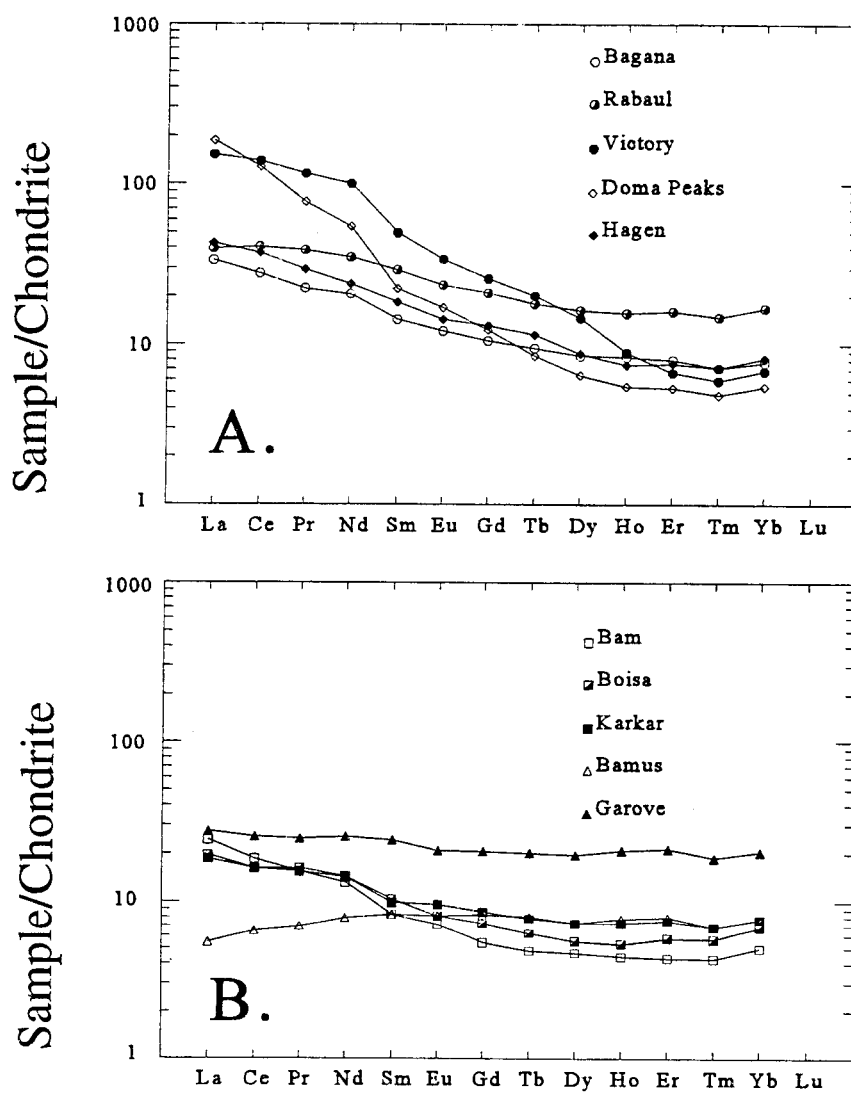 1000
100
10
1
Sample/Chondrite
Bagana
Rabaul
Victory
Doma Peaks
Hagen
A.
La Ce Pr Nd Sm Eu Gd Tb Dy Ho Er Tm Yb Lu
1000
100
10
1
Sample/Chondrite
Bam
Boisa
Karkar
Bamus
Garove
B.
La Ce Pr Nd Sm Eu Gd Tb Dy Ho Er Tm Yb Lu